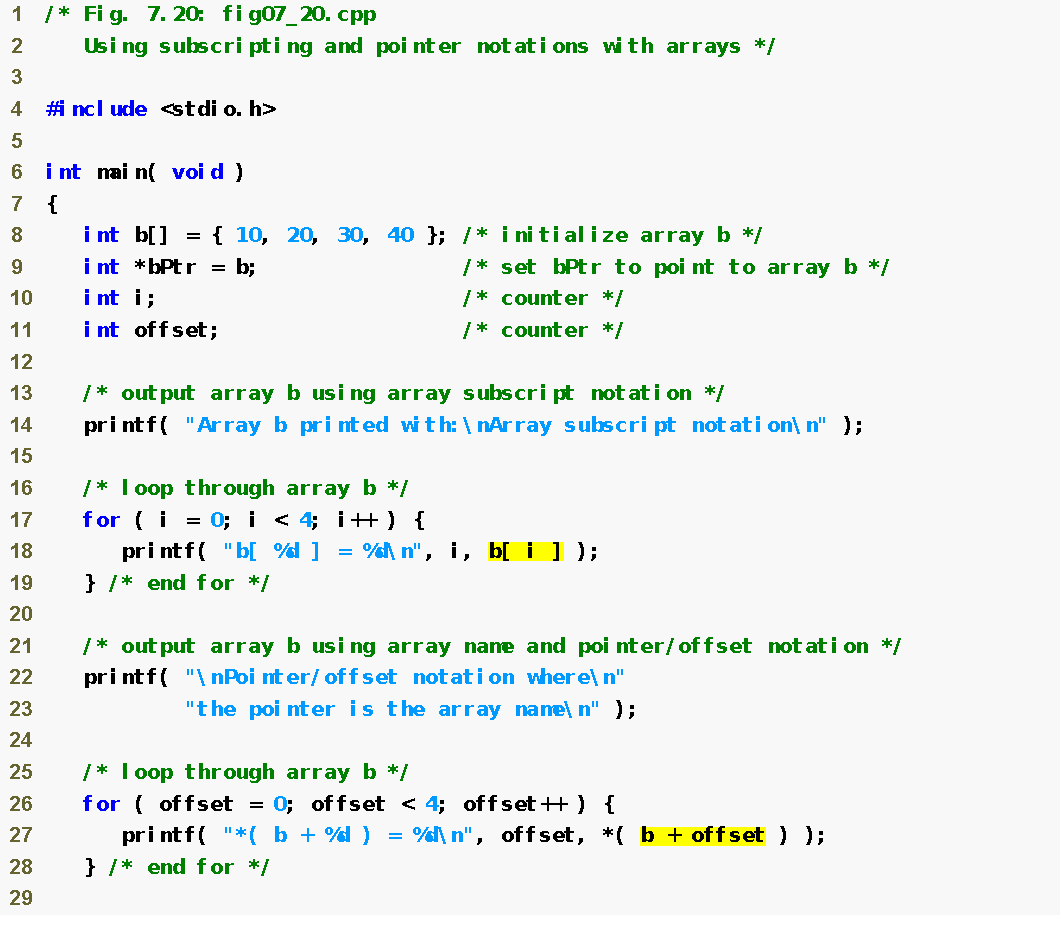 1 /* Fig. 7.20: fig07_20.cpp
2    Using subscripting and pointer notations with arrays */
3
4 #include <stdio.h>
5
6 int main( void )
7 {
8    int b[] = { 10, 20, 30, 40 }; /* initialize array b */
9    int *bPtr = b;                /* set bPtr to point to array b */
10    int i;                        /* counter */
11    int offset;                   /* counter */
12
13    /* output array b using array subscript notation */
14    printf( "Array b printed with:\nArray subscript notation\n" );
15
16    /* loop through array b */
17    for ( i = 0; i < 4; i++ ) {
18       printf( "b[ %d ] = %d\n", i, b[ i ] );
19    } /* end for */
20
21    /* output array b using array name and pointer/offset notation */
22    printf( "\nPointer/offset notation where\n"
23            "the pointer is the array name\n" );
24
25    /* loop through array b */
26    for ( offset = 0; offset < 4; offset++ ) {
27       printf( "*( b + %d ) = %d\n", offset, *( b + offset ) );
28    } /* end for */
29